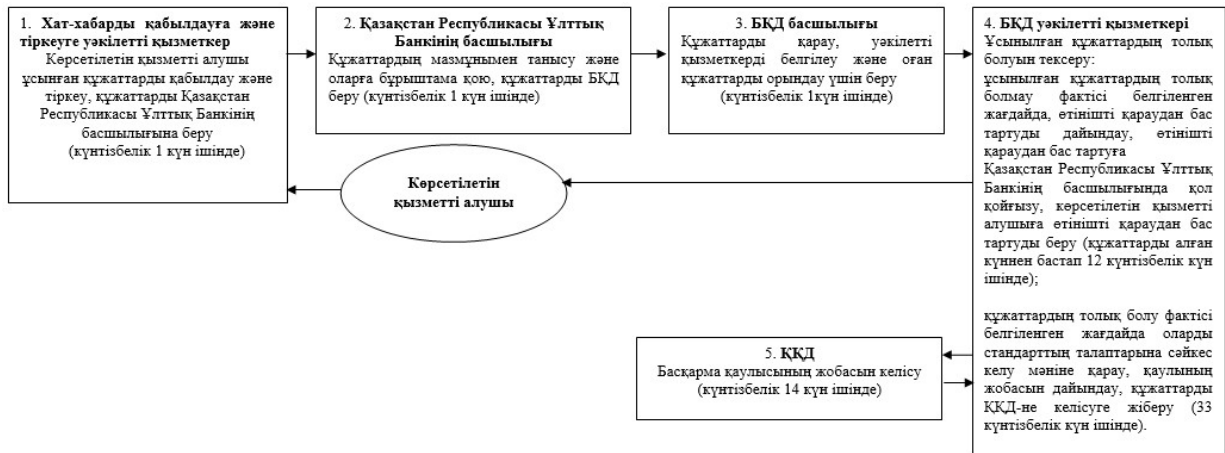 1. Хат-хабарды қабылдауға және
тіркеуге уәкілетті қызметкер
Көрсетілетін қызметті алушы
ұсынған құжаттарды қабылдау және
тіркеу, құжаттарды Қазақстан
Республикасы Ұлттық Банкінің
басшылығына беру
(күнтізбелік 1 күн ішінде)
2. Қазақстан Республикасы Ұлттық
Банкінің басшылығы
Құжаттардың мазмұнымен танысу және
оларға бұрыштама қою, құжаттарды БҚД
беру (күнтізбелік 1 күн ішінде)
3. БҚД басшылығы
Құжаттарды қарау, уәкілетті
қызметкерді белгілеу және оған
құжаттарды орындау үшін беру
(күнтізбелік 1күн ішінде)
4. БҚД уәкілетті қызметкері
Ұсынылған құжаттардың толық
болуын тексеру:
ұсынылған құжаттардың толық
болмау фактісі белгіленген
жағдайда, өтінішті қараудан бас
тартуды дайындау, өтінішті
қараудан бас тартуға
Қазақстан Республикасы Ұлттық
Банкінің басшылығында қол
қойғызу, көрсетілетін қызметті
алушыға өтінішті қараудан бас
тартуды беру (құжаттарды алған
күннен бастап 12 күнтізбелік күн
ішінде);
құжаттардың толық болу фактісі
белгіленген жағдайда оларды
стандарттың талаптарына сәйкес
келу мәніне қарау, қаулының
жобасын дайындау, құжаттарды
ҚҚД-не келісуге жіберу (33
күнтізбелік күн ішінде).
Көрсетілетін
қызметті алушы
5. ҚҚД
Басқарма қаулысының жобасын келісу
(күнтізбелік 14 күн ішінде)